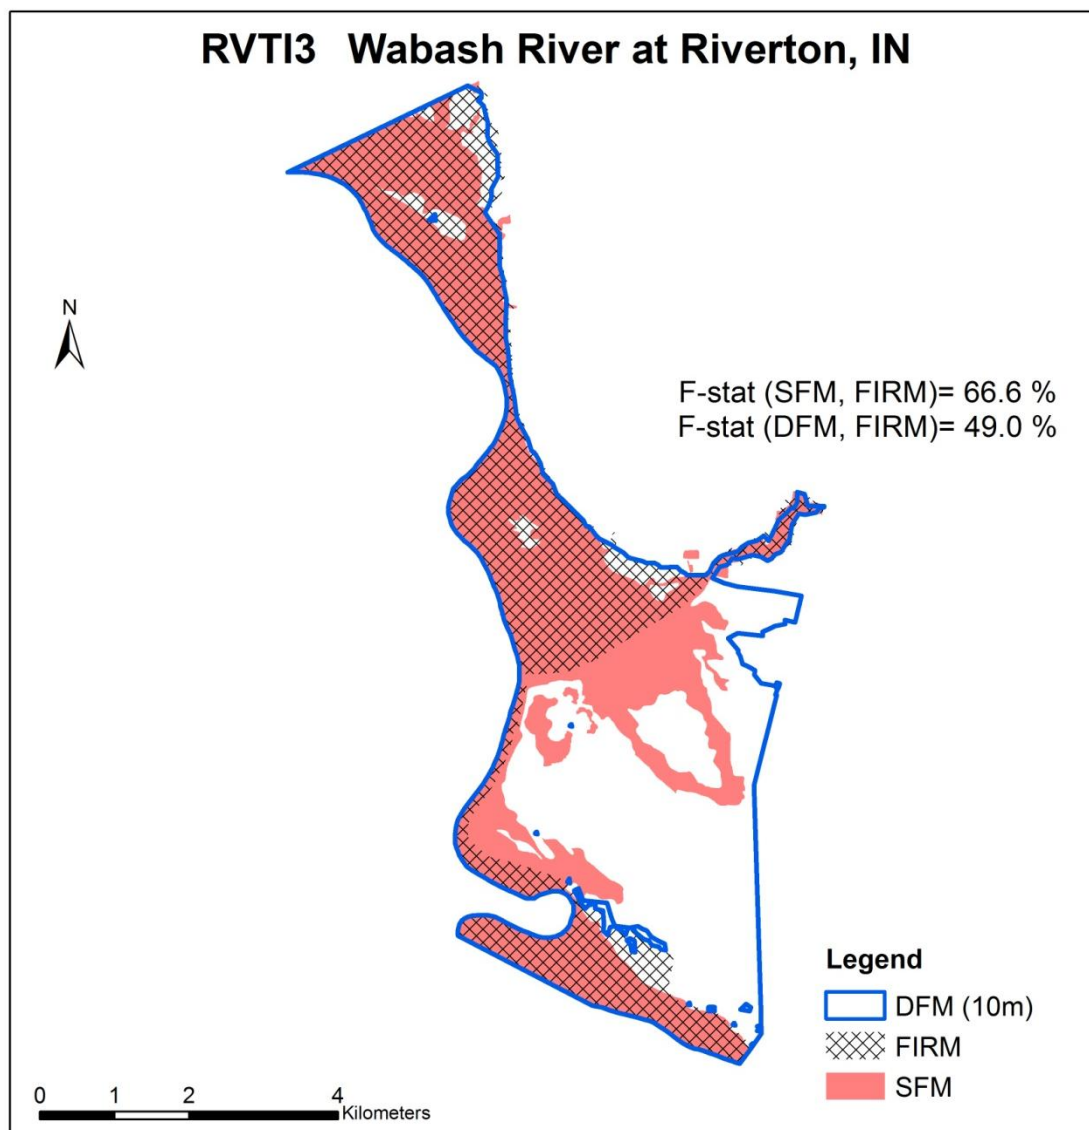 RVTI3 Wabash River at Riverton, IN
N
F-stat (SFM, FIRM)= 66.6 %
F-stat (DFM, FIRM)= 49.0 %
Legend
DFM (10m)
FIRM
SFM
0 1 2 4
Kilometers